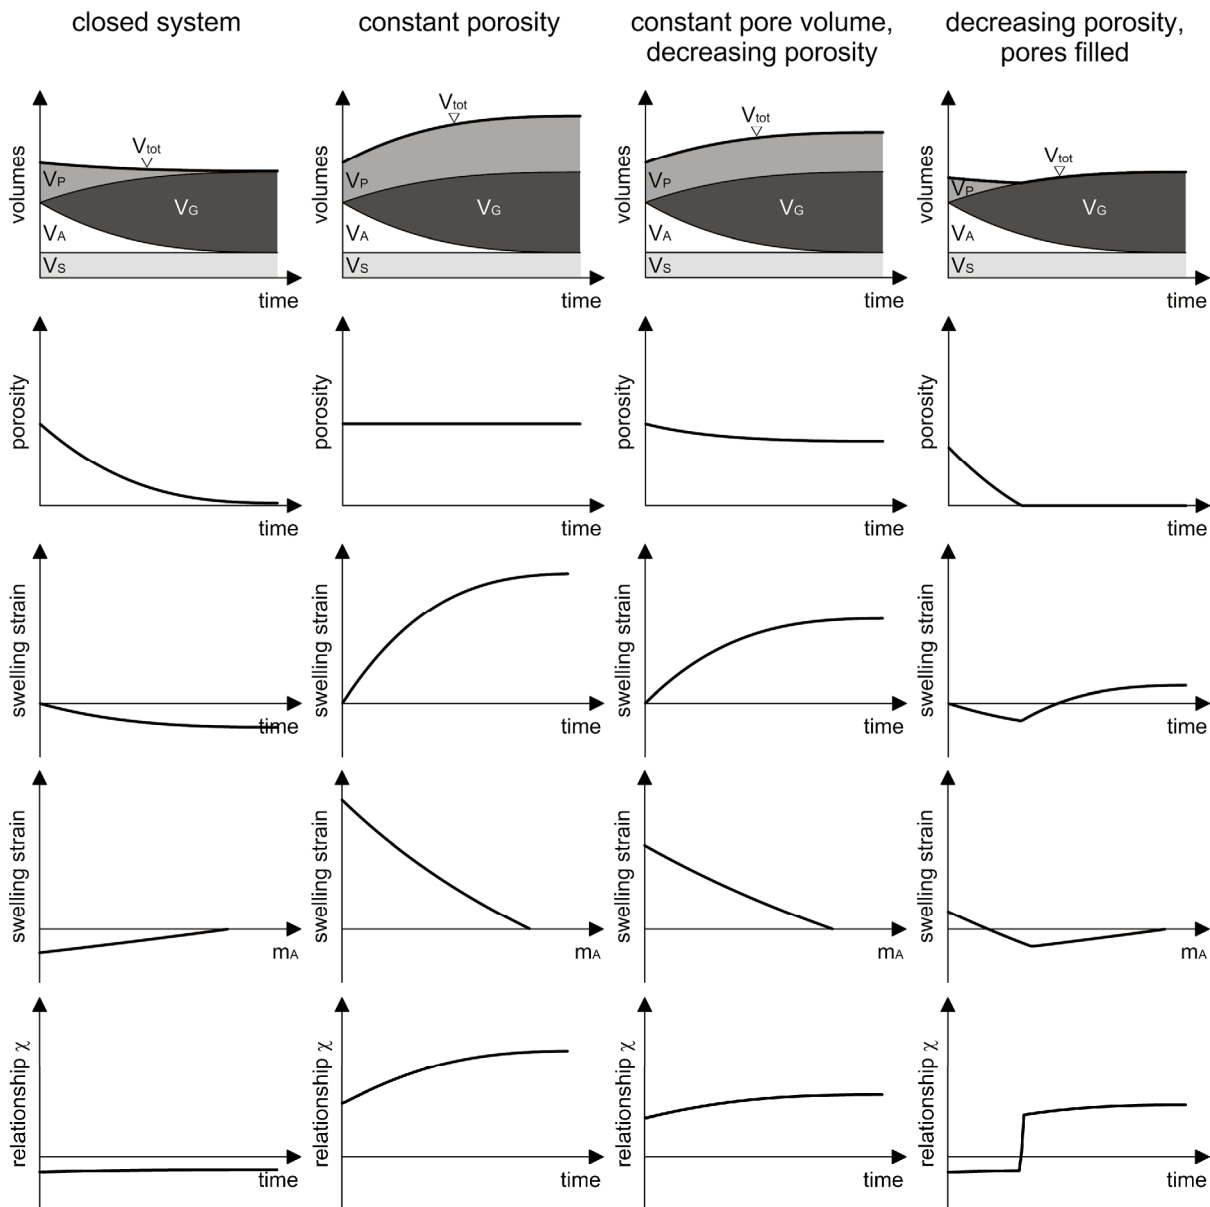 closed system
constant porosity
constant pore volume,
decreasing porosity
decreasing porosity,
pores filled
volumes
Vtot
VP
VG
VA
VS
time
volumes
Vtot
VP
VG
VA
VS
time
volumes
Vtot
VP
VG
VA
VS
time
volumes
Vtot
VP
VG
VA
VS
time
porosity
time
porosity
time
porosity
time
porosity
time
swelling strain
time
swelling strain
time
swelling strain
time
swelling strain
time
swelling strain
mA
swelling strain
mA
swelling strain
mA
swelling strain
mA
relationship χ
time
relationship χ
time
relationship χ
time
relationship χ
time